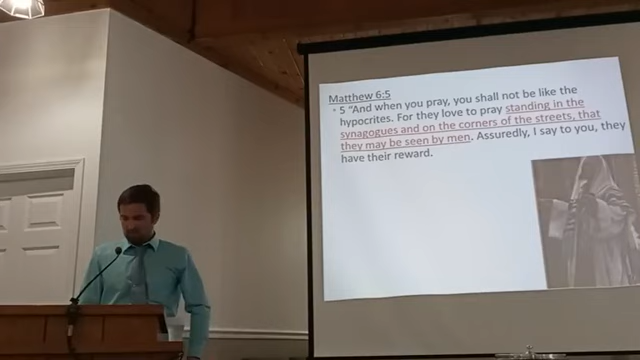 Matthew 6:5
• 5 “And when you pray, you shall not be like the
hypocrites. For they love to pray standing in the
synagogues and on the corners of the streets, that
they may be seen by men. Assuredly, I say to you, they
have their reward.